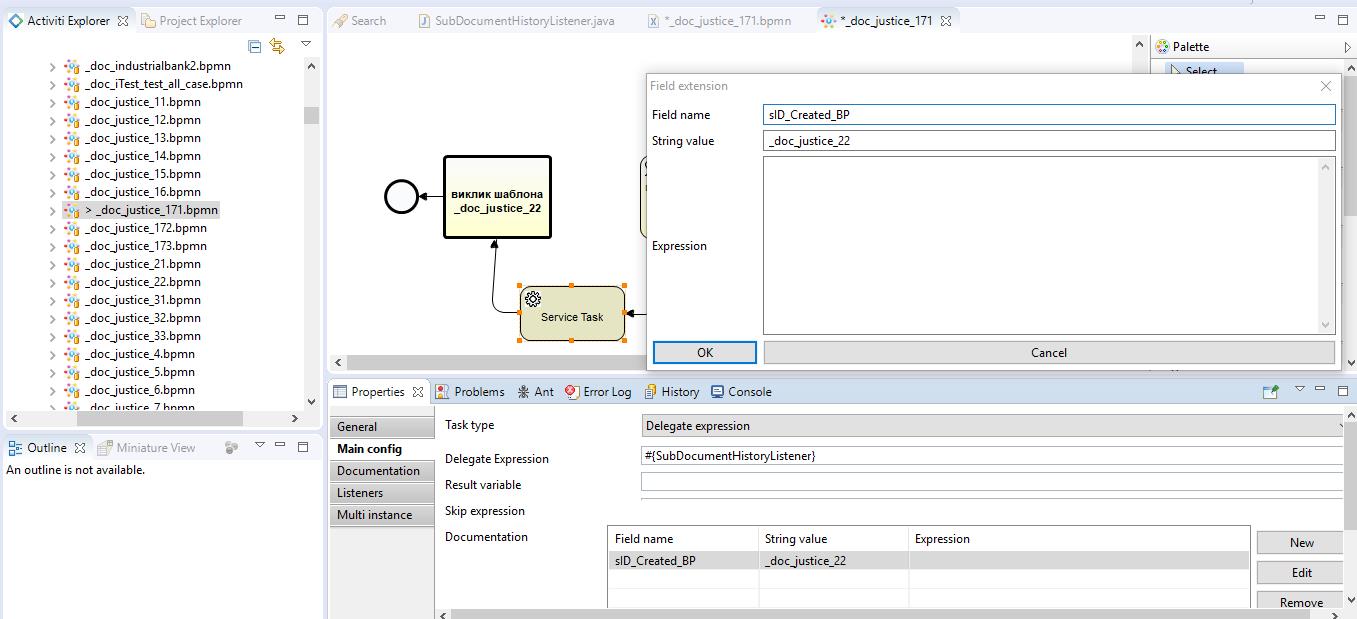 Activiti Explorer
Project Explorer
Search
SubDocumentHistoryListener.java
*_doc_justice_171.bpmn
*_doc_justice_171
_doc_industrialbank2.bpmn
_doc_iTest_test_all_case.bpmn
_doc_justice_11.bpmn
_doc_justice_12.bpmn
_doc_justice_13.bpmn
_doc_justice_14.bpmn
_doc_justice_15.bpmn
_doc_justice_16.bpmn
> _doc_justice_171.bpmn
_doc_justice_172.bpmn
_doc_justice_173.bpmn
_doc_justice_21.bpmn
_doc_justice_22.bpmn
_doc_justice_31.bpmn
_doc_justice_32.bpmn
_doc_justice_33.bpmn
_doc_justice_4.bpmn
_doc_justice_5.bpmn
_doc_justice_6.bpmn
_doc_justice_7.bpmn
виклик шаблона
_doc_justice_22
Service Task
Palette
Select
Field extension
Field name
sID_Created_BP
String value
_doc_justice_22
Expression
OK
Cancel
Outline
Miniature View
An outline is not available.
Properties
Problems
Ant
Error Log
History
Console
General
Main config
Documentation
Listeners
Multi instance
Task type
Delegate expression
Delegate Expression
#{SubDocumentHistoryListener}
Result variable
Skip expression
Documentation
Field name
String value
Expression
sID_Created_BP
_doc_justice_22
New
Edit
Remove